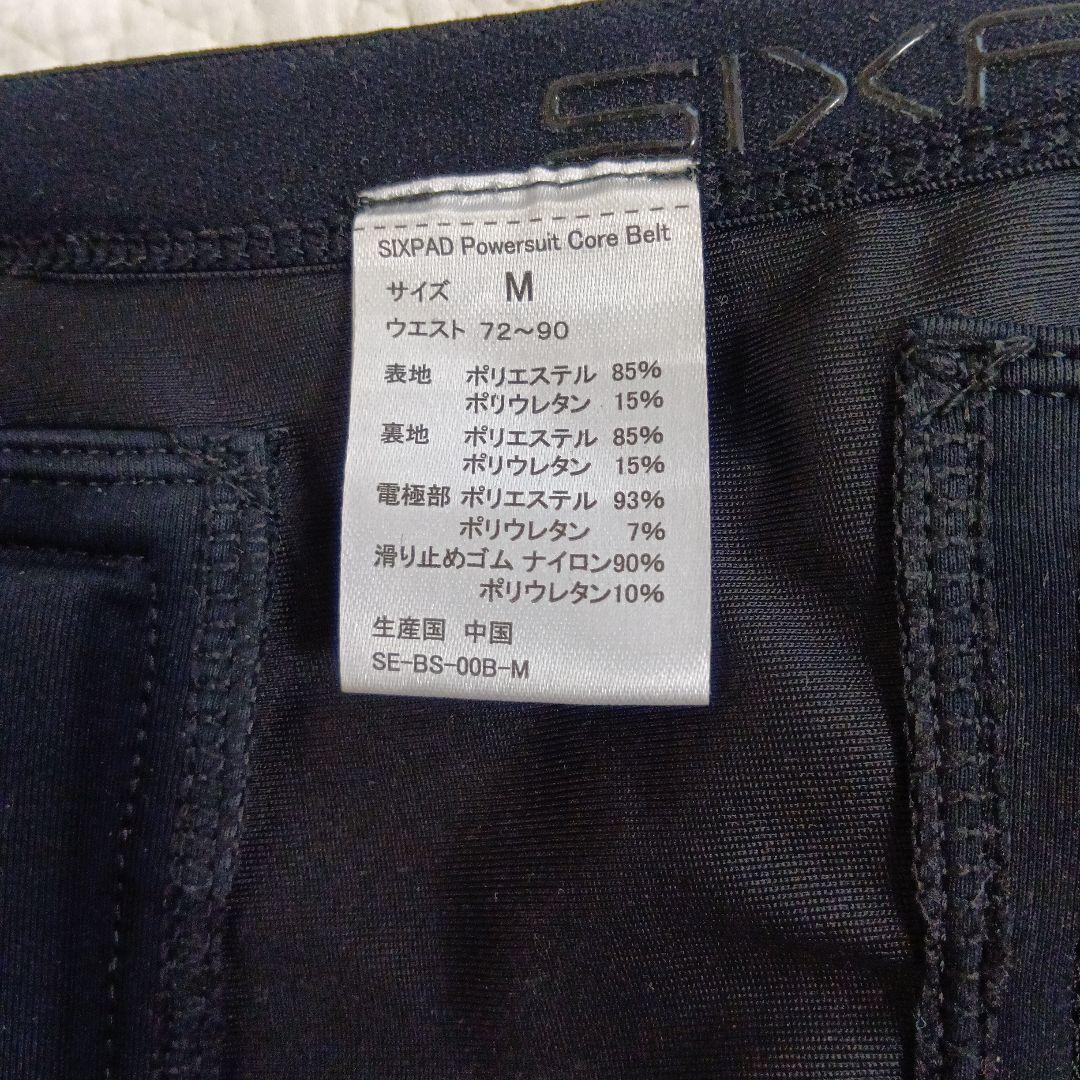 SIXPA
SIXPAD Powersuit Core Belt
サイズ M
ウエスト 72～90
表地 ポリエステル 85%
ポリウレタン 15%
裏地 ポリエステル 85%
ポリウレタン 15%
電極部 ポリエステル 93%
ポリウレタン 7%
滑り止めゴム ナイロン90%
ポリウレタン10%
生産国 中国
SE-BS-00B-M